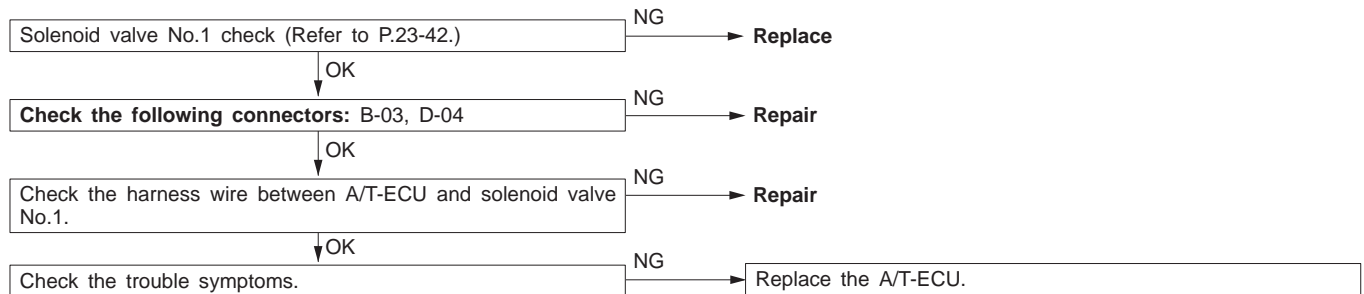 NG
Solenoid valve No.1 check (Refer to P.23-42.)
Replace
OK
NG
Check the following connectors: B-03, D-04
Repair
OK
NG
Check the harness wire between A/T-ECU and solenoid valve
No.1.
Repair
OK
NG
Check the trouble symptoms.
Replace the A/T-ECU.